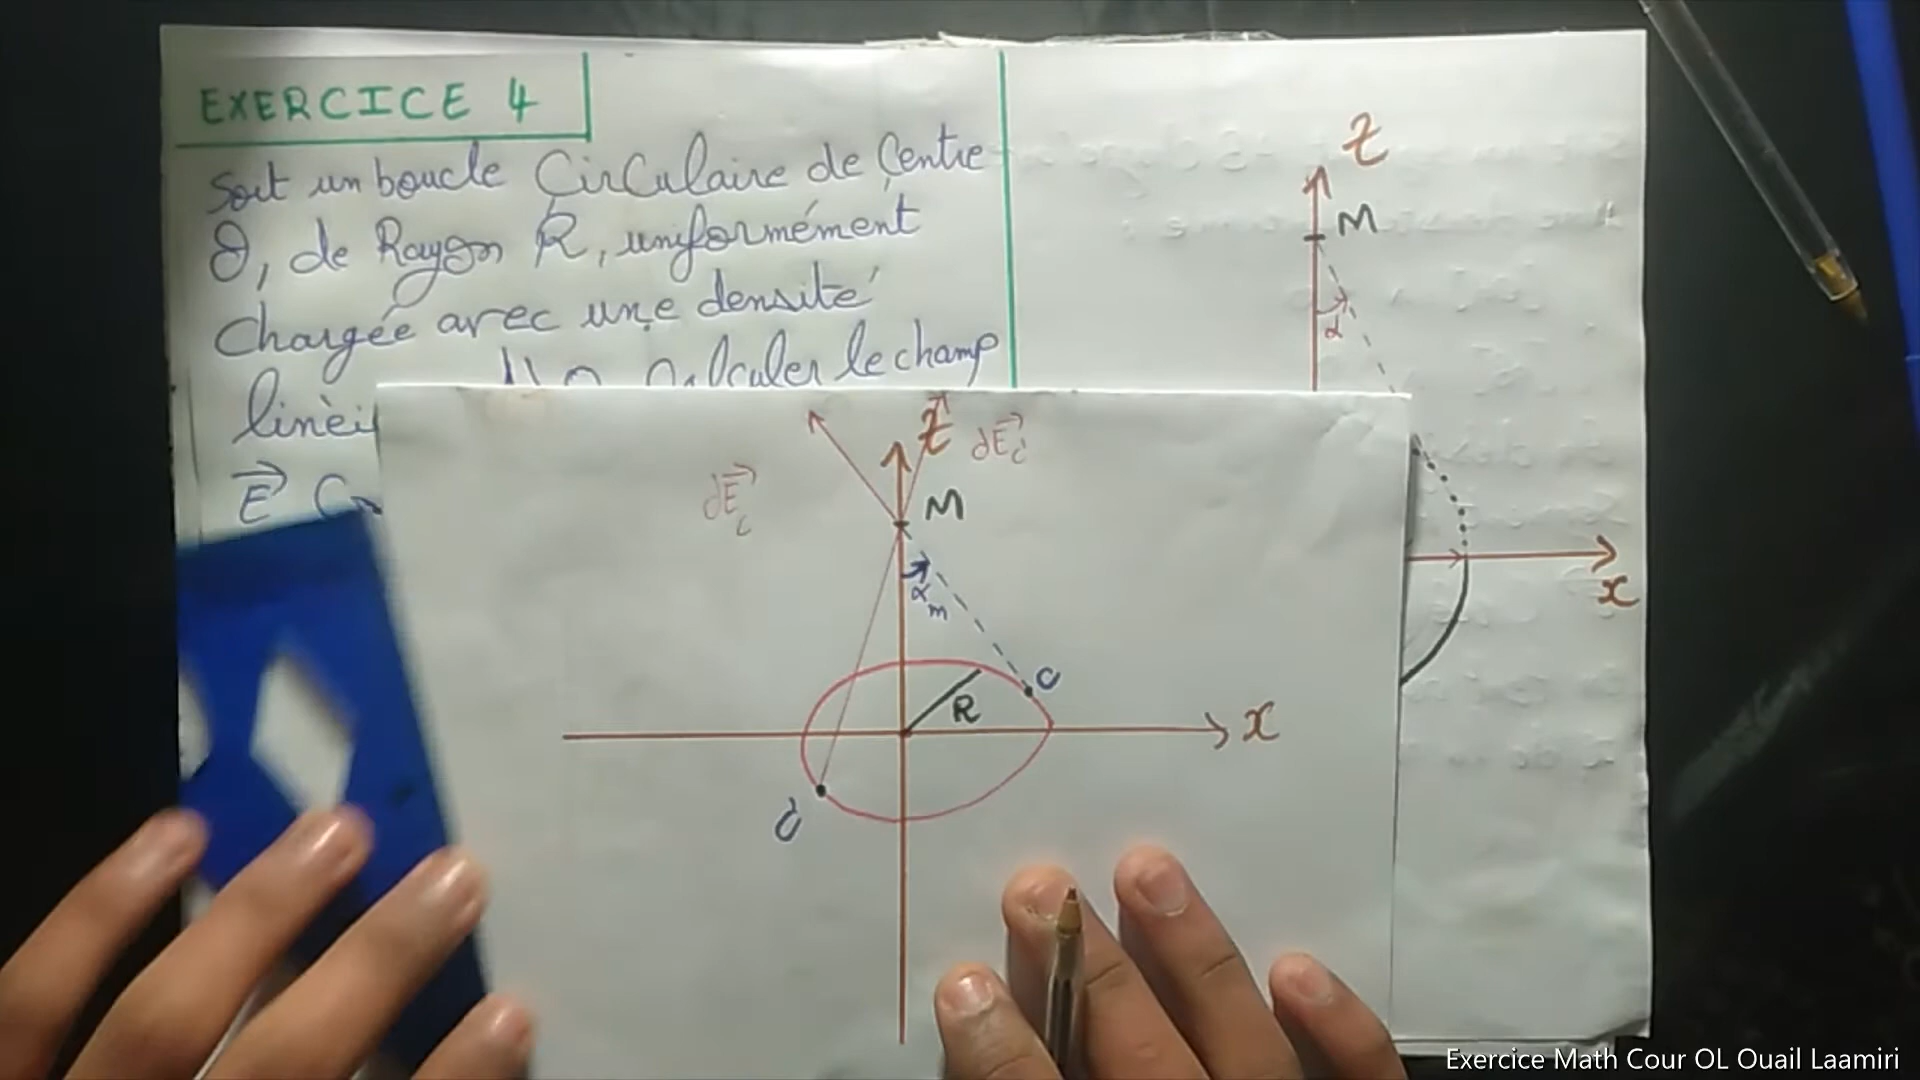 EXERCICE 4
Soit un boucle Circulaire de Centre
O, de Rayon R, uniformément
Chargée avec une densité
linèi
Calculer le champ
E
Z
M
α
x
Z
dE
dE
M
α m
C
R
x
Exercice Math Cour OL Ouail Laamiri